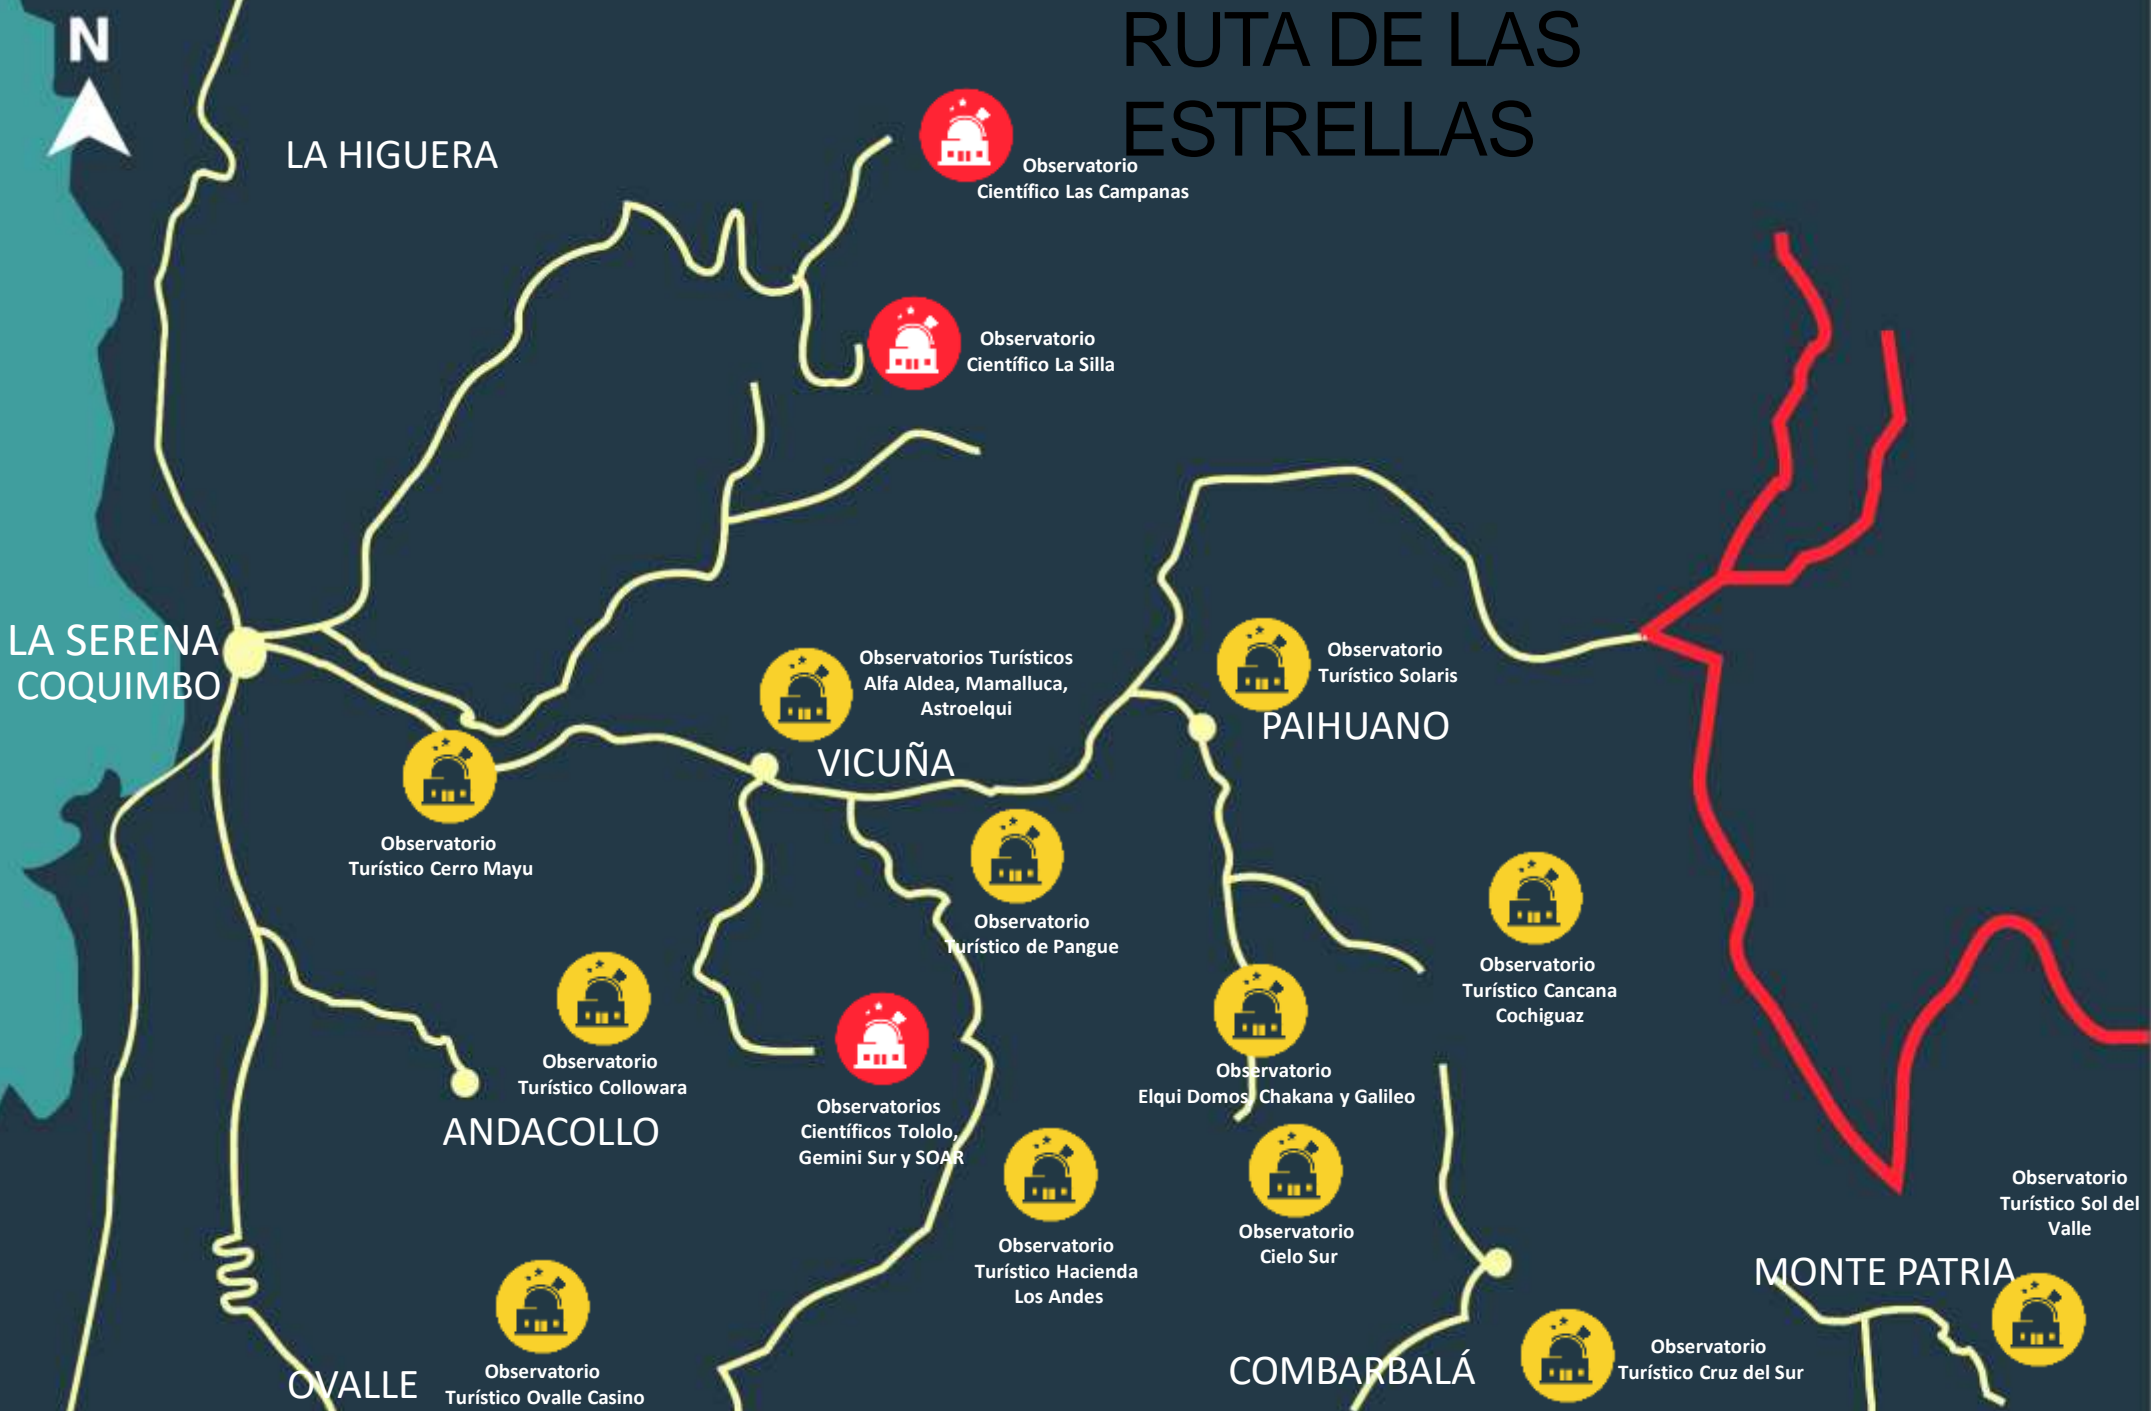 RUTA DE LAS
ESTRELLAS
N
LA HIGUERA
Observatorio
Científico Las Campanas
Observatorio
Científico La Silla
LA SERENA
COQUIMBO
Observatorios Turísticos
Alfa Aldea, Mamalluca,
Astroelqui
VICUÑA
Observatorio
Turístico Solaris
PAIHUANO
Observatorio
Turístico Cerro Mayu
Observatorio
Turístico de Pangue
Observatorio
Turístico Cancana
Cochiguaz
Observatorio
Turístico Collowara
ANDACOLLO
Observatorios
Científicos Tololo,
Gemini Sur y SOAR
Observatorio
Elqui Domos, Chakana y Galileo
Observatorio
Turístico Hacienda
Los Andes
Observatorio
Cielo Sur
Observatorio
Turístico Sol del
Valle
MONTE PATRIA
OVALLE
Observatorio
Turístico Ovalle Casino
COMBARBALÁ
Observatorio
Turístico Cruz del Sur